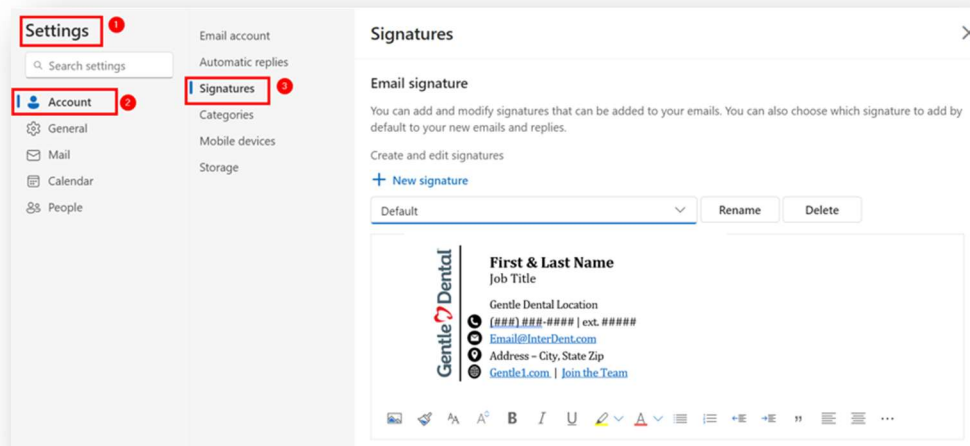 Settings
1
Search settings
Account
2
General
Mail
Calendar
People
Email account
Automatic replies
Signatures
3
Categories
Mobile devices
Storage
Signatures
Email signature
You can add and modify signatures that can be added to your emails. You can also choose which signature to add by
default to your new emails and replies.
Create and edit signatures
New signature
Default
Rename
Delete
Gentle Dental
First & Last Name
Job Title
Gentle Dental Location
(###) ###-#### | ext. #####
Email@InterDent.com
Address – City, State Zip
Gentle1.com | Join the Team